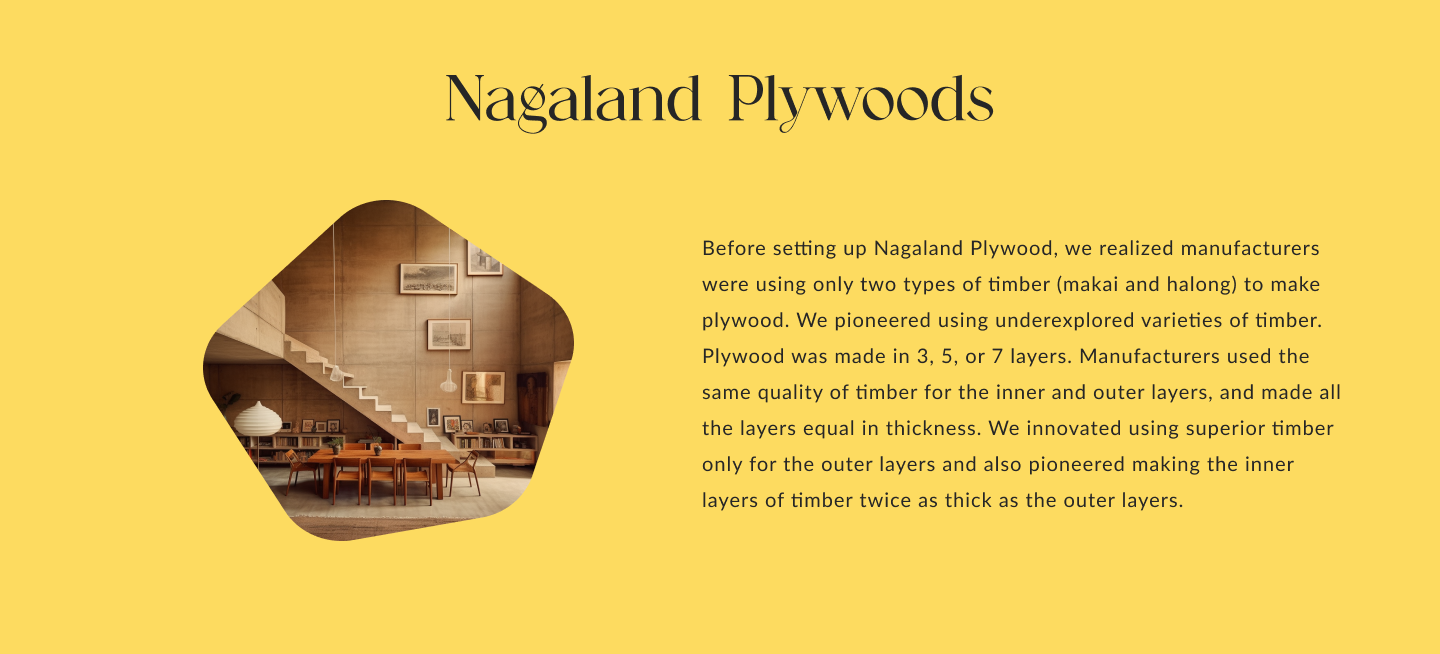 Nagaland Plywoods
Before setting up Nagaland Plywood, we realized manufacturers
were using only two types of timber (makai and halong) to make
plywood. We pioneered using underexplored varieties of timber.
Plywood was made in 3, 5, or 7 layers. Manufacturers used the
same quality of timber for the inner and outer layers, and made all
the layers equal in thickness. We innovated using superior timber
only for the outer layers and also pioneered making the inner
layers of timber twice as thick as the outer layers.